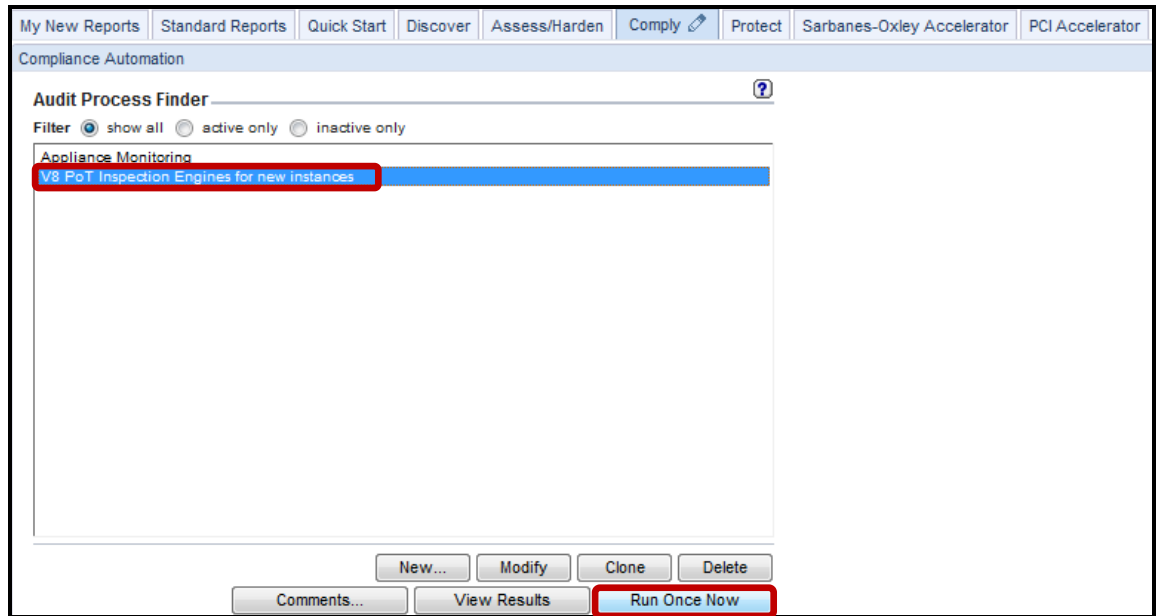 My New Reports Standard Reports Quick Start Discover Assess/Harden Comply Protect Sarbanes-Oxley Accelerator PCI Accelerator
Compliance Automation
Audit Process Finder ?
Filter show all active only inactive only
Appliance Monitoring
V8 PoT Inspection Engines for new instances
New... Modify Clone Delete
Comments... View Results Run Once Now